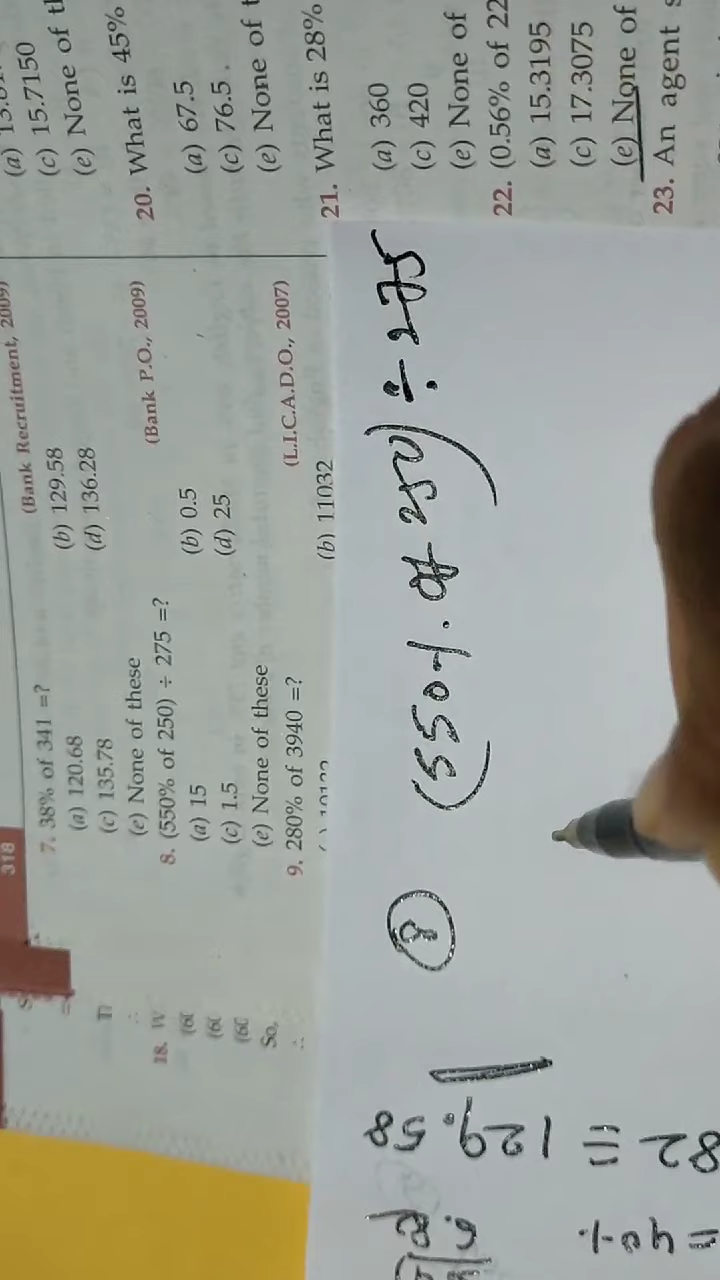 318
7. 38% of 341 =?
(Bank Recruitment, 2009)
(a) 120.68 (b) 129.58
(c) 135.78 (d) 136.28
(e) None of these
(Bank P.O., 2009)
8. (550% of 250) ÷ 275 =?
(a) 15 (b) 0.5
(c) 1.5 (d) 25
(e) None of these
(L.I.C.A.D.O., 2007)
9. 280% of 3940 =?
(b) 11032
(c) 15.7150
(e) None of
20. What is 45%
(a) 67.5
(c) 76.5
(e) None of
21. What is 28%
(a) 360
(c) 420
(e) None of
22. (0.56% of 22
(a) 15.3195
(c) 17.3075
(e) None of
23. An agent
18.
So,
8 (550% of 250) ÷ 275
129.58